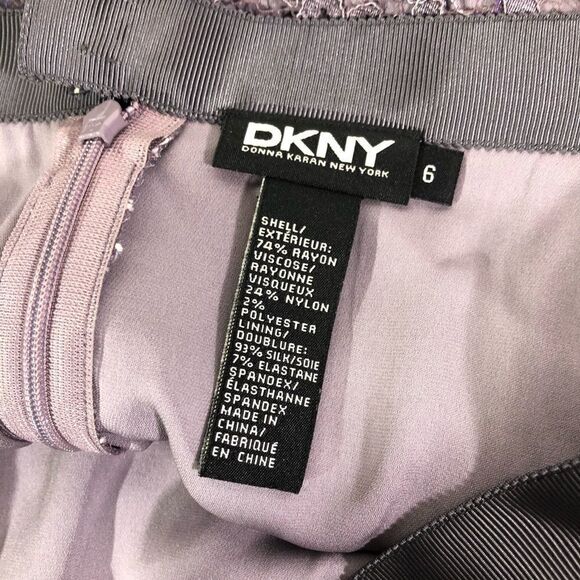 DKNY
DONNA KARAN NEW YORK
6
SHELL/
EXTÉRIEUR:
74% RAYON
VISCOSE/
RAYONNE
VISQUEUX
24% NYLON
2%
POLYESTER
LINING/
DOUBLURE:
93% SILK/SOIE
7% ELASTANE
SPANDEX/
ÉLASTHANNE
SPANDEX
MADE IN
CHINA/
FABRIQUÉ
EN CHINE